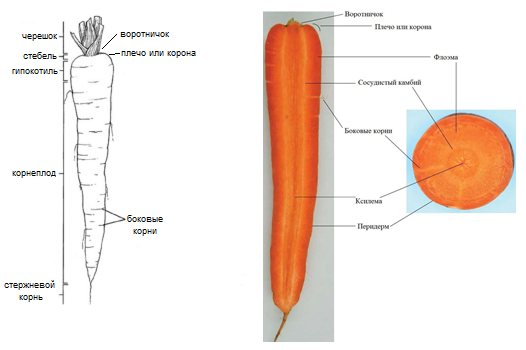 черешок
воротничок
стебель
плечо или корона
гипокотиль
корнеплод
боковые
корни
стержневой
корнь
Воротничок
Плечо или корона
Флоэма
Сосудистый камбий
Боковые корни
Ксилема
Перидерм